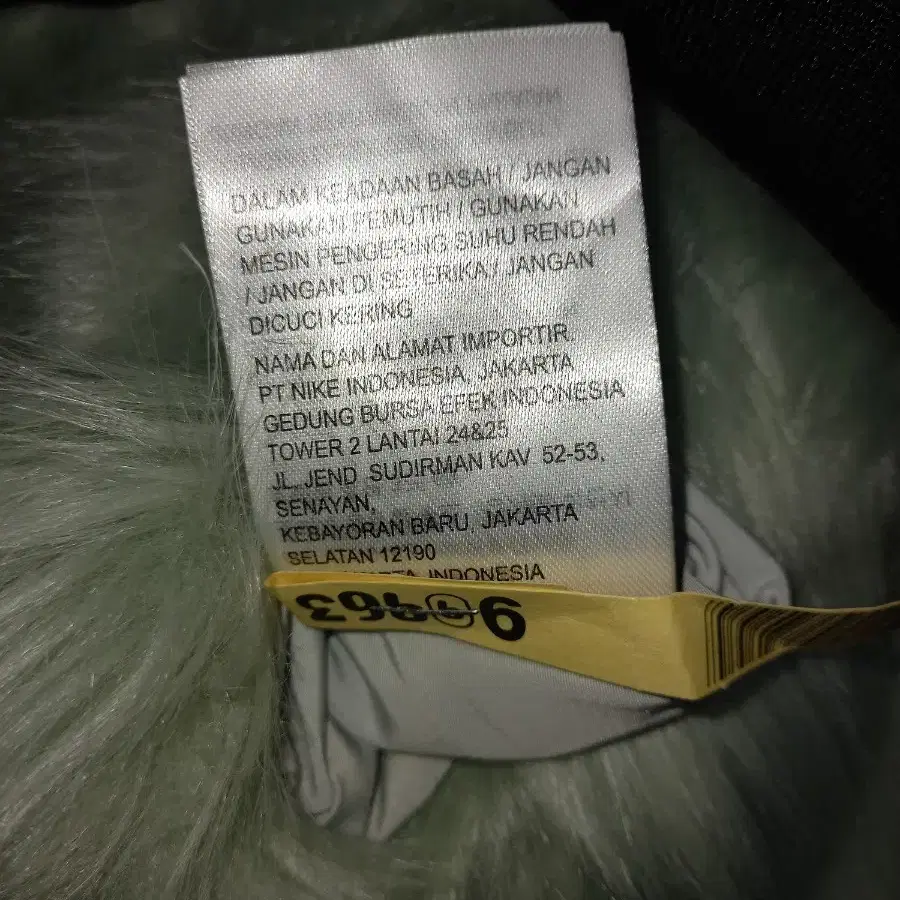 DALAM KEADAAN BASAH / JANGAN
GUNAKAN PEMUTIH / GUNAKAN
MESIN PENGERING SUHU RENDAH
/ JANGAN DI SETERIKA / JANGAN
DICUCI KERING
NAMA DAN ALAMAT IMPORTIR:
PT NIKE INDONESIA, JAKARTA
GEDUNG BURSA EFEK INDONESIA
TOWER 2 LANTAI 24&25
JL. JEND SUDIRMAN KAV 52-53,
SENAYAN,
KEBAYORAN BARU, JAKARTA
SELATAN 12190
INDONESIA